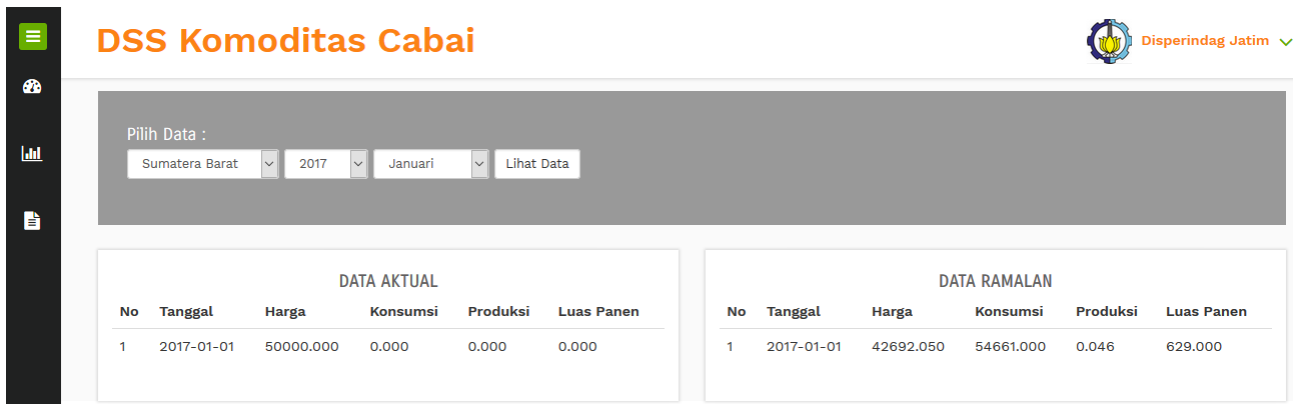 DSS Komoditas Cabai
Disperindag Jatim
Pilih Data :
Sumatera Barat 2017 Januari Lihat Data
DATA AKTUAL
No Tanggal Harga Konsumsi Produksi Luas Panen
1 2017-01-01 50000.000 0.000 0.000 0.000
DATA RAMALAN
No Tanggal Harga Konsumsi Produksi Luas Panen
1 2017-01-01 42692.050 54661.000 0.046 629.000